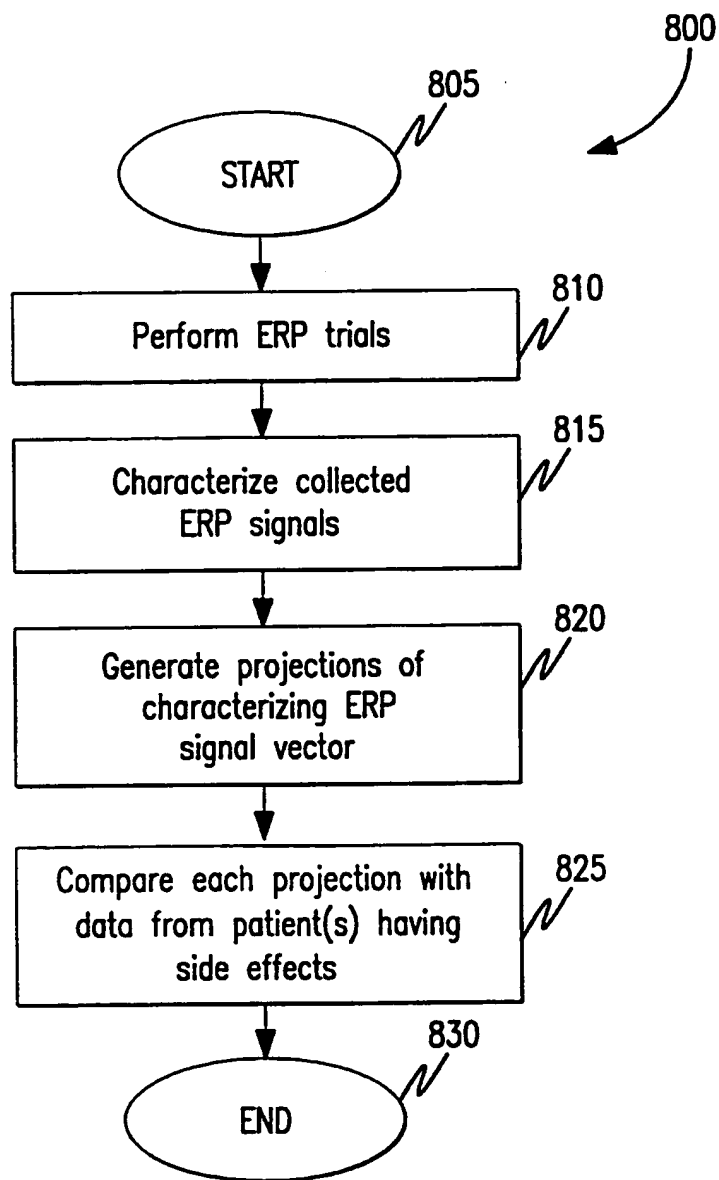 800
805
START
810
Perform ERP trials
815
Characterize collected
ERP signals
820
Generate projections of
characterizing ERP
signal vector
825
Compare each projection with
data from patient(s) having
side effects
830
END